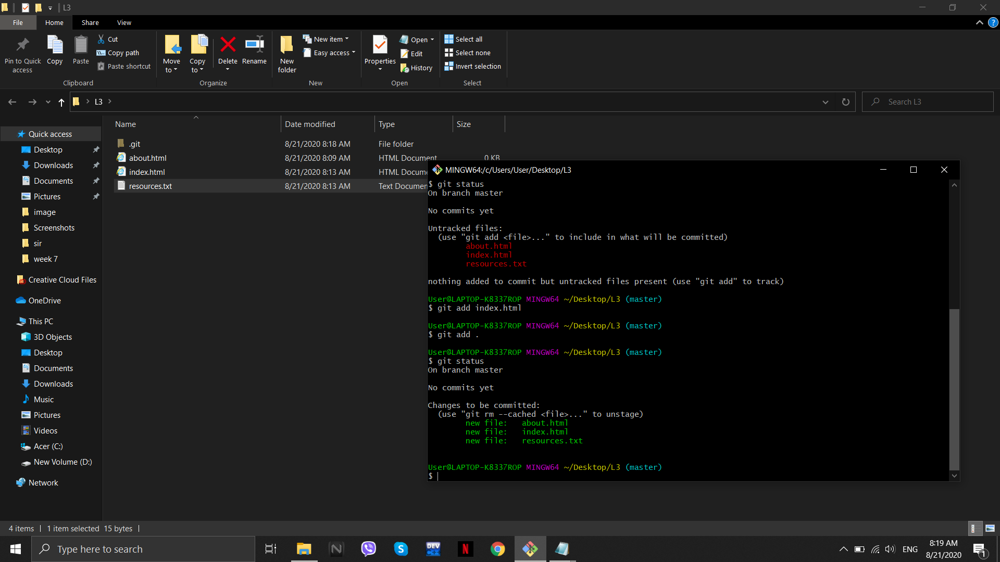 L3
File Home Share View
Pin to Quick access
Copy
Paste
Cut
Copy path
Paste shortcut
Clipboard
Move to
Copy to
Delete
Rename
Organize
New folder
New item
Easy access
New
Properties
Open
Edit
History
Open
Select all
Select none
Invert selection
Select
L3
Search L3
Name Date modified Type Size
.git 8/21/2020 8:18 AM File folder
about.html 8/21/2020 8:09 AM HTML Document 0 KB
index.html 8/21/2020 8:13 AM HTML Docume
resources.txt 8/21/2020 8:13 AM Text Documen
Quick access
Desktop
Downloads
Documents
Pictures
image
Screenshots
sir
week 7
Creative Cloud Files
OneDrive
This PC
3D Objects
Desktop
Documents
Downloads
Music
Pictures
Videos
Acer (C:)
New Volume (D:)
Network
MINGW64:/c/Users/User/Desktop/L3
$ git status
On branch master
No commits yet
Untracked files:
(use "git add <file>..." to include in what will be committed)
about.html
index.html
resources.txt
nothing added to commit but untracked files present (use "git add" to track)
User@LAPTOP-K8337ROP MINGW64 ~/Desktop/L3 (master)
$ git add index.html
User@LAPTOP-K8337ROP MINGW64 ~/Desktop/L3 (master)
$ git add .
User@LAPTOP-K8337ROP MINGW64 ~/Desktop/L3 (master)
$ git status
On branch master
No commits yet
Changes to be committed:
(use "git rm --cached <file>..." to unstage)
new file: about.html
new file: index.html
new file: resources.txt
User@LAPTOP-K8337ROP MINGW64 ~/Desktop/L3 (master)
$
4 items 1 item selected 15 bytes
Type here to search
DEV C++
ENG
8:19 AM
8/21/2020
1